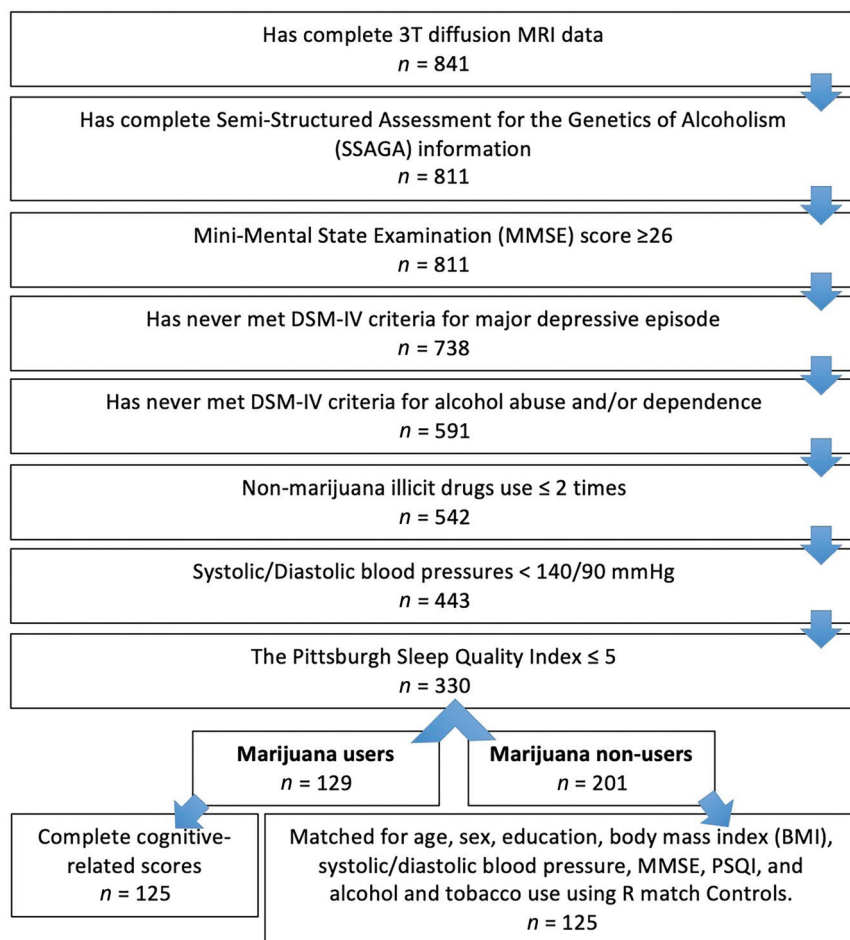 Has complete 3T diffusion MRI data
n = 841
Has complete Semi-Structured Assessment for the Genetics of Alcoholism
(SSAGA) information
n = 811
Mini-Mental State Examination (MMSE) score ≥26
n = 811
Has never met DSM-IV criteria for major depressive episode
n = 738
Has never met DSM-IV criteria for alcohol abuse and/or dependence
n = 591
Non-marijuana illicit drugs use ≤ 2 times
n = 542
Systolic/Diastolic blood pressures < 140/90 mmHg
n = 443
The Pittsburgh Sleep Quality Index ≤ 5
n = 330
Marijuana users
n = 129
Marijuana non-users
n = 201
Complete cognitive-
related scores
n = 125
Matched for age, sex, education, body mass index (BMI),
systolic/diastolic blood pressure, MMSE, PSQI, and
alcohol and tobacco use using R match Controls.
n = 125